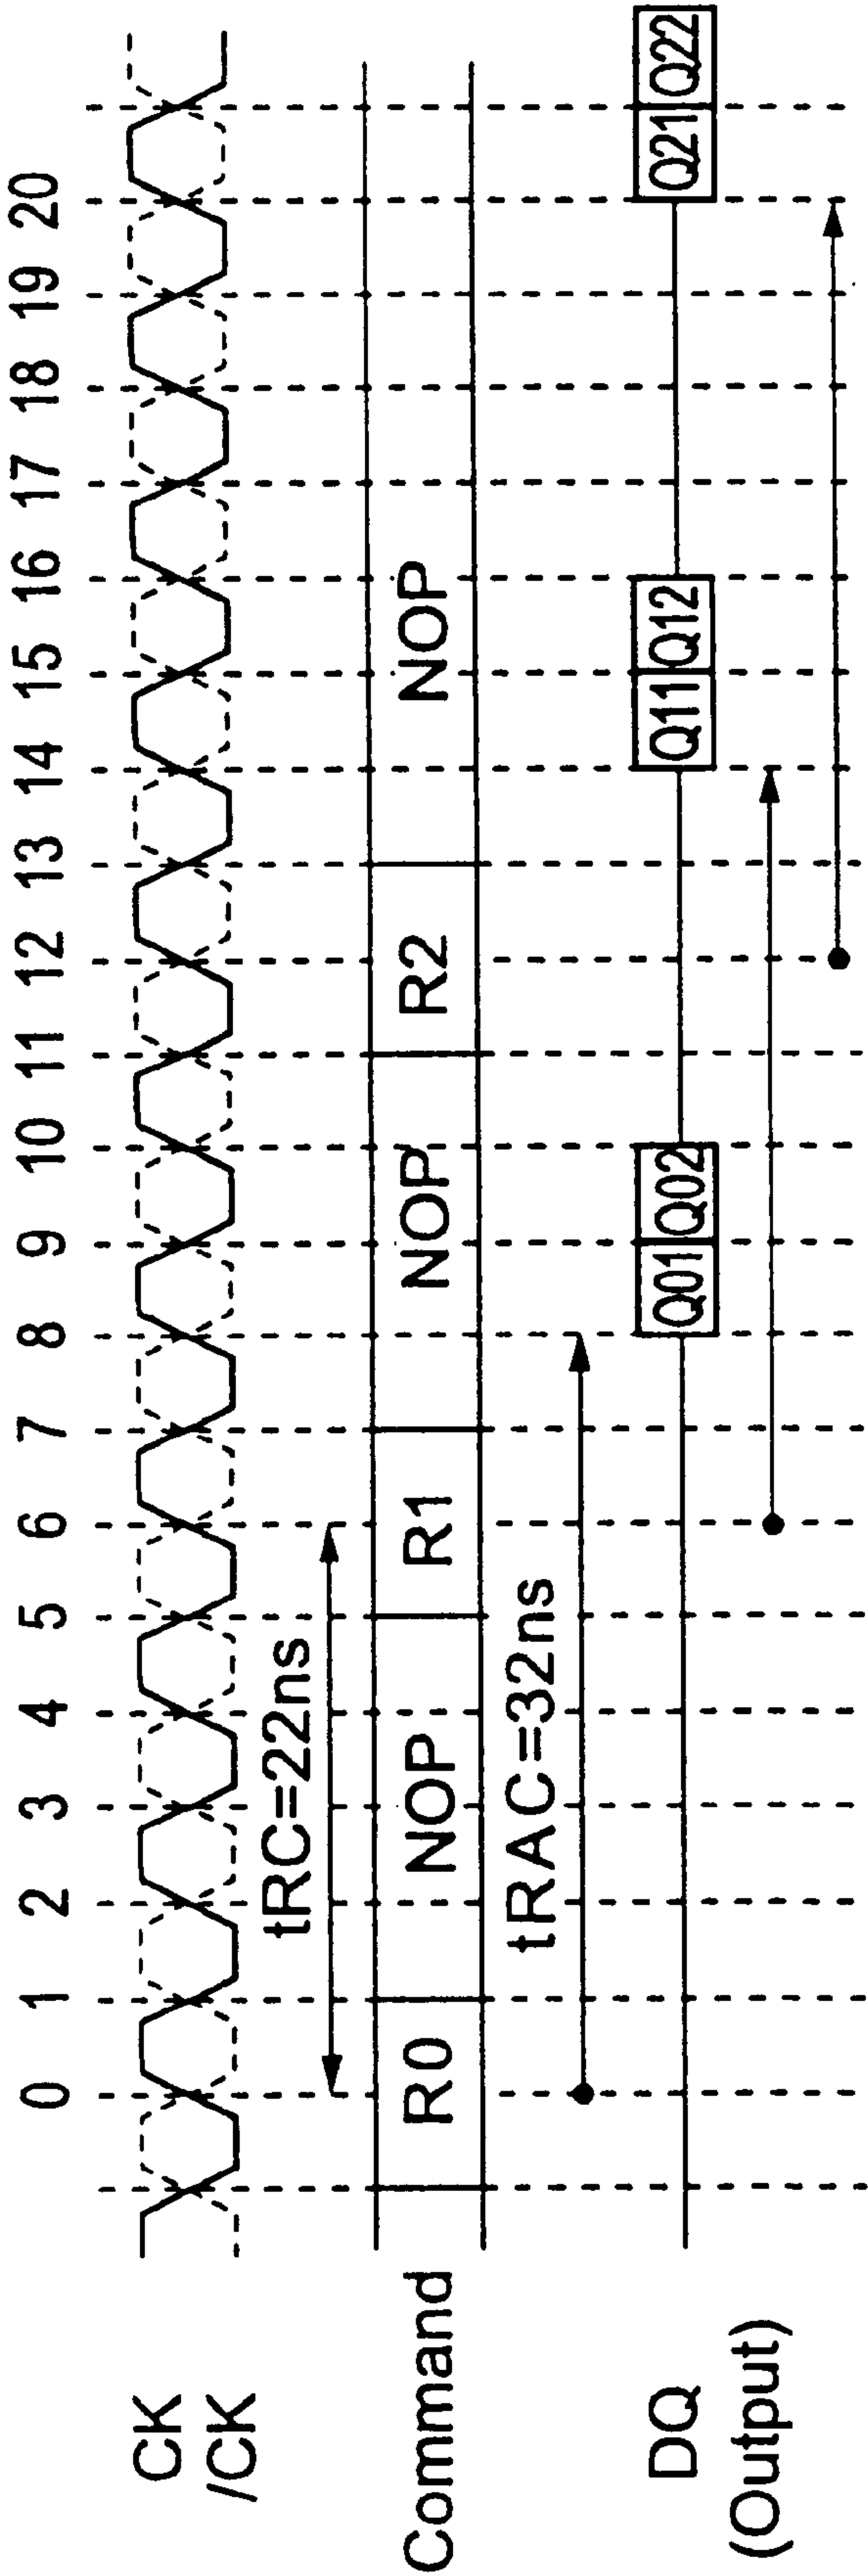 0 1 2 3 4 5 6 7 8 9 10 11 12 13 14 15 16 17 18 19 20
CK
/CK
tRC=22ns
Command R0 NOP R1 NOP R2 NOP
tRAC=32ns
DQ Q01 Q02 Q11 Q12 Q21 Q22
(Output)